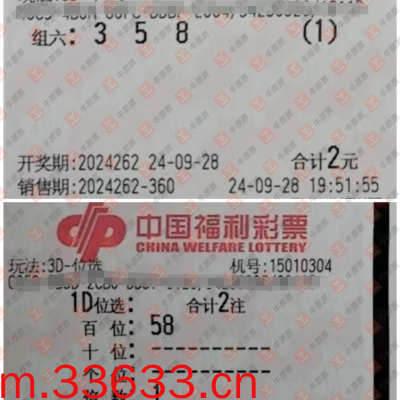 组六: 3 5 8 (1)
开奖期:2024262 24-09-28 合计2元
销售期:2024262-360 24-09-28 19:51:55
中国福利彩票
CHINA WELFARE LOTTERY
玩法:3D-位选 机号:15010304
1D位选: 合计2注
百位: 58
十位: -----------
个位: -----------
m.33633.cn